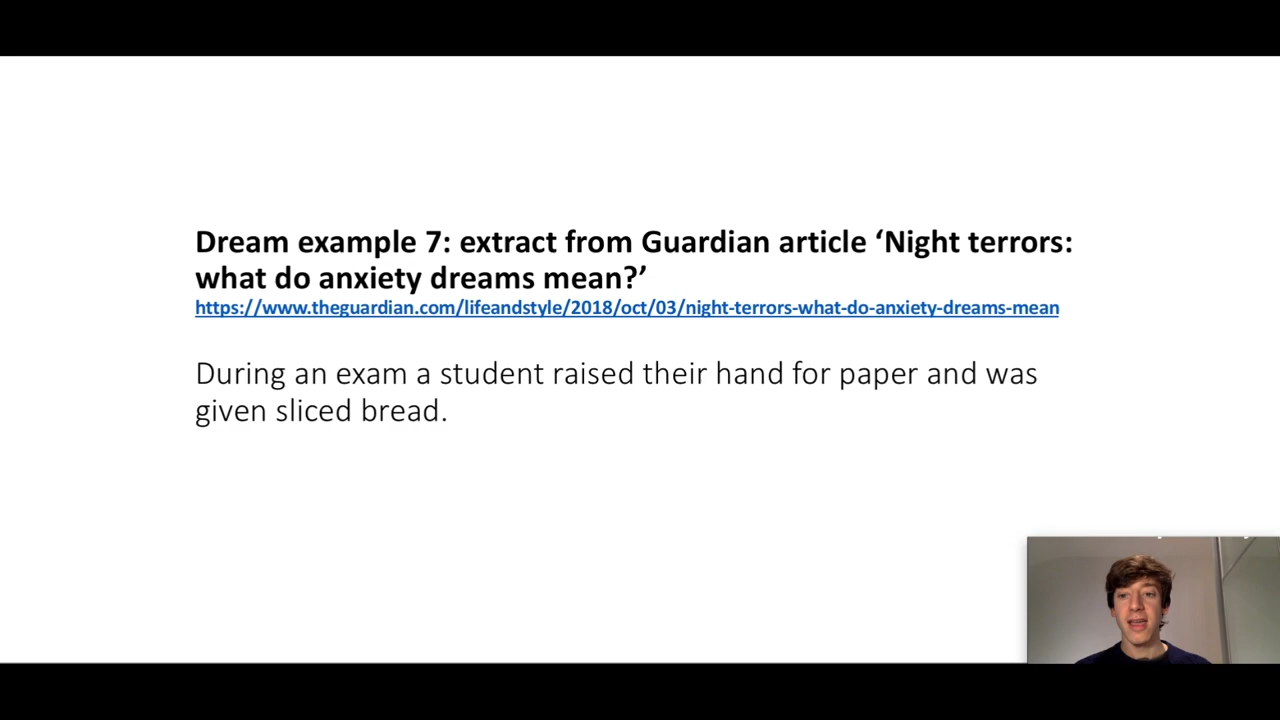 Dream example 7: extract from Guardian article ‘Night terrors:
what do anxiety dreams mean?’
https://www.theguardian.com/lifeandstyle/2018/oct/03/night-terrors-what-do-anxiety-dreams-mean
During an exam a student raised their hand for paper and was
given sliced bread.